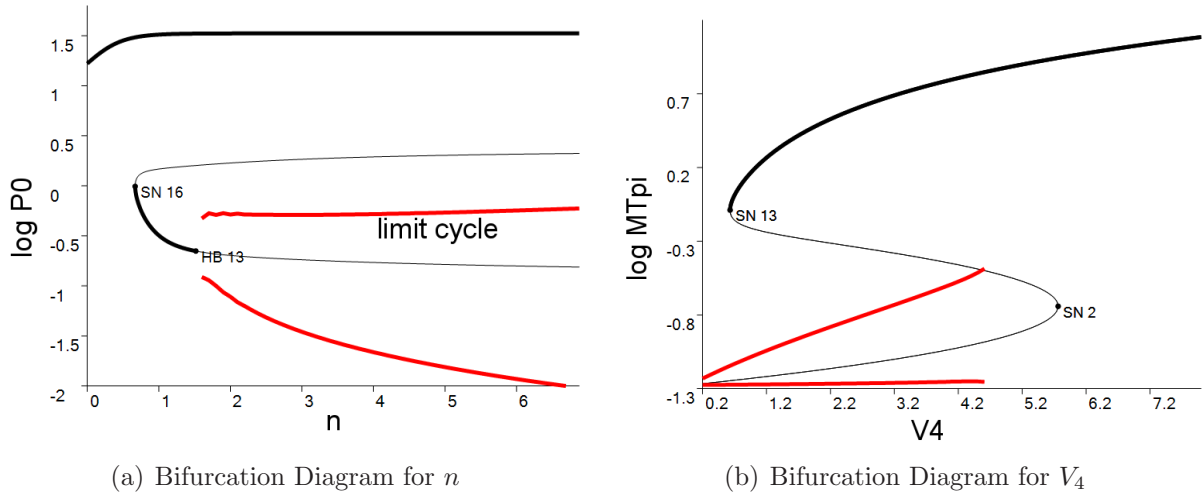 log P0
1.5
1
0.5
0
-0.5
-1
-1.5
-2
0 1 2 3 4 5 6
n
SN 16
HB 13
limit cycle
(a) Bifurcation Diagram for n
log MTpi
0.7
0.2
-0.3
-0.8
-1.3
0.2 1.2 2.2 3.2 4.2 5.2 6.2 7.2
V4
SN 13
SN 2
(b) Bifurcation Diagram for V₄